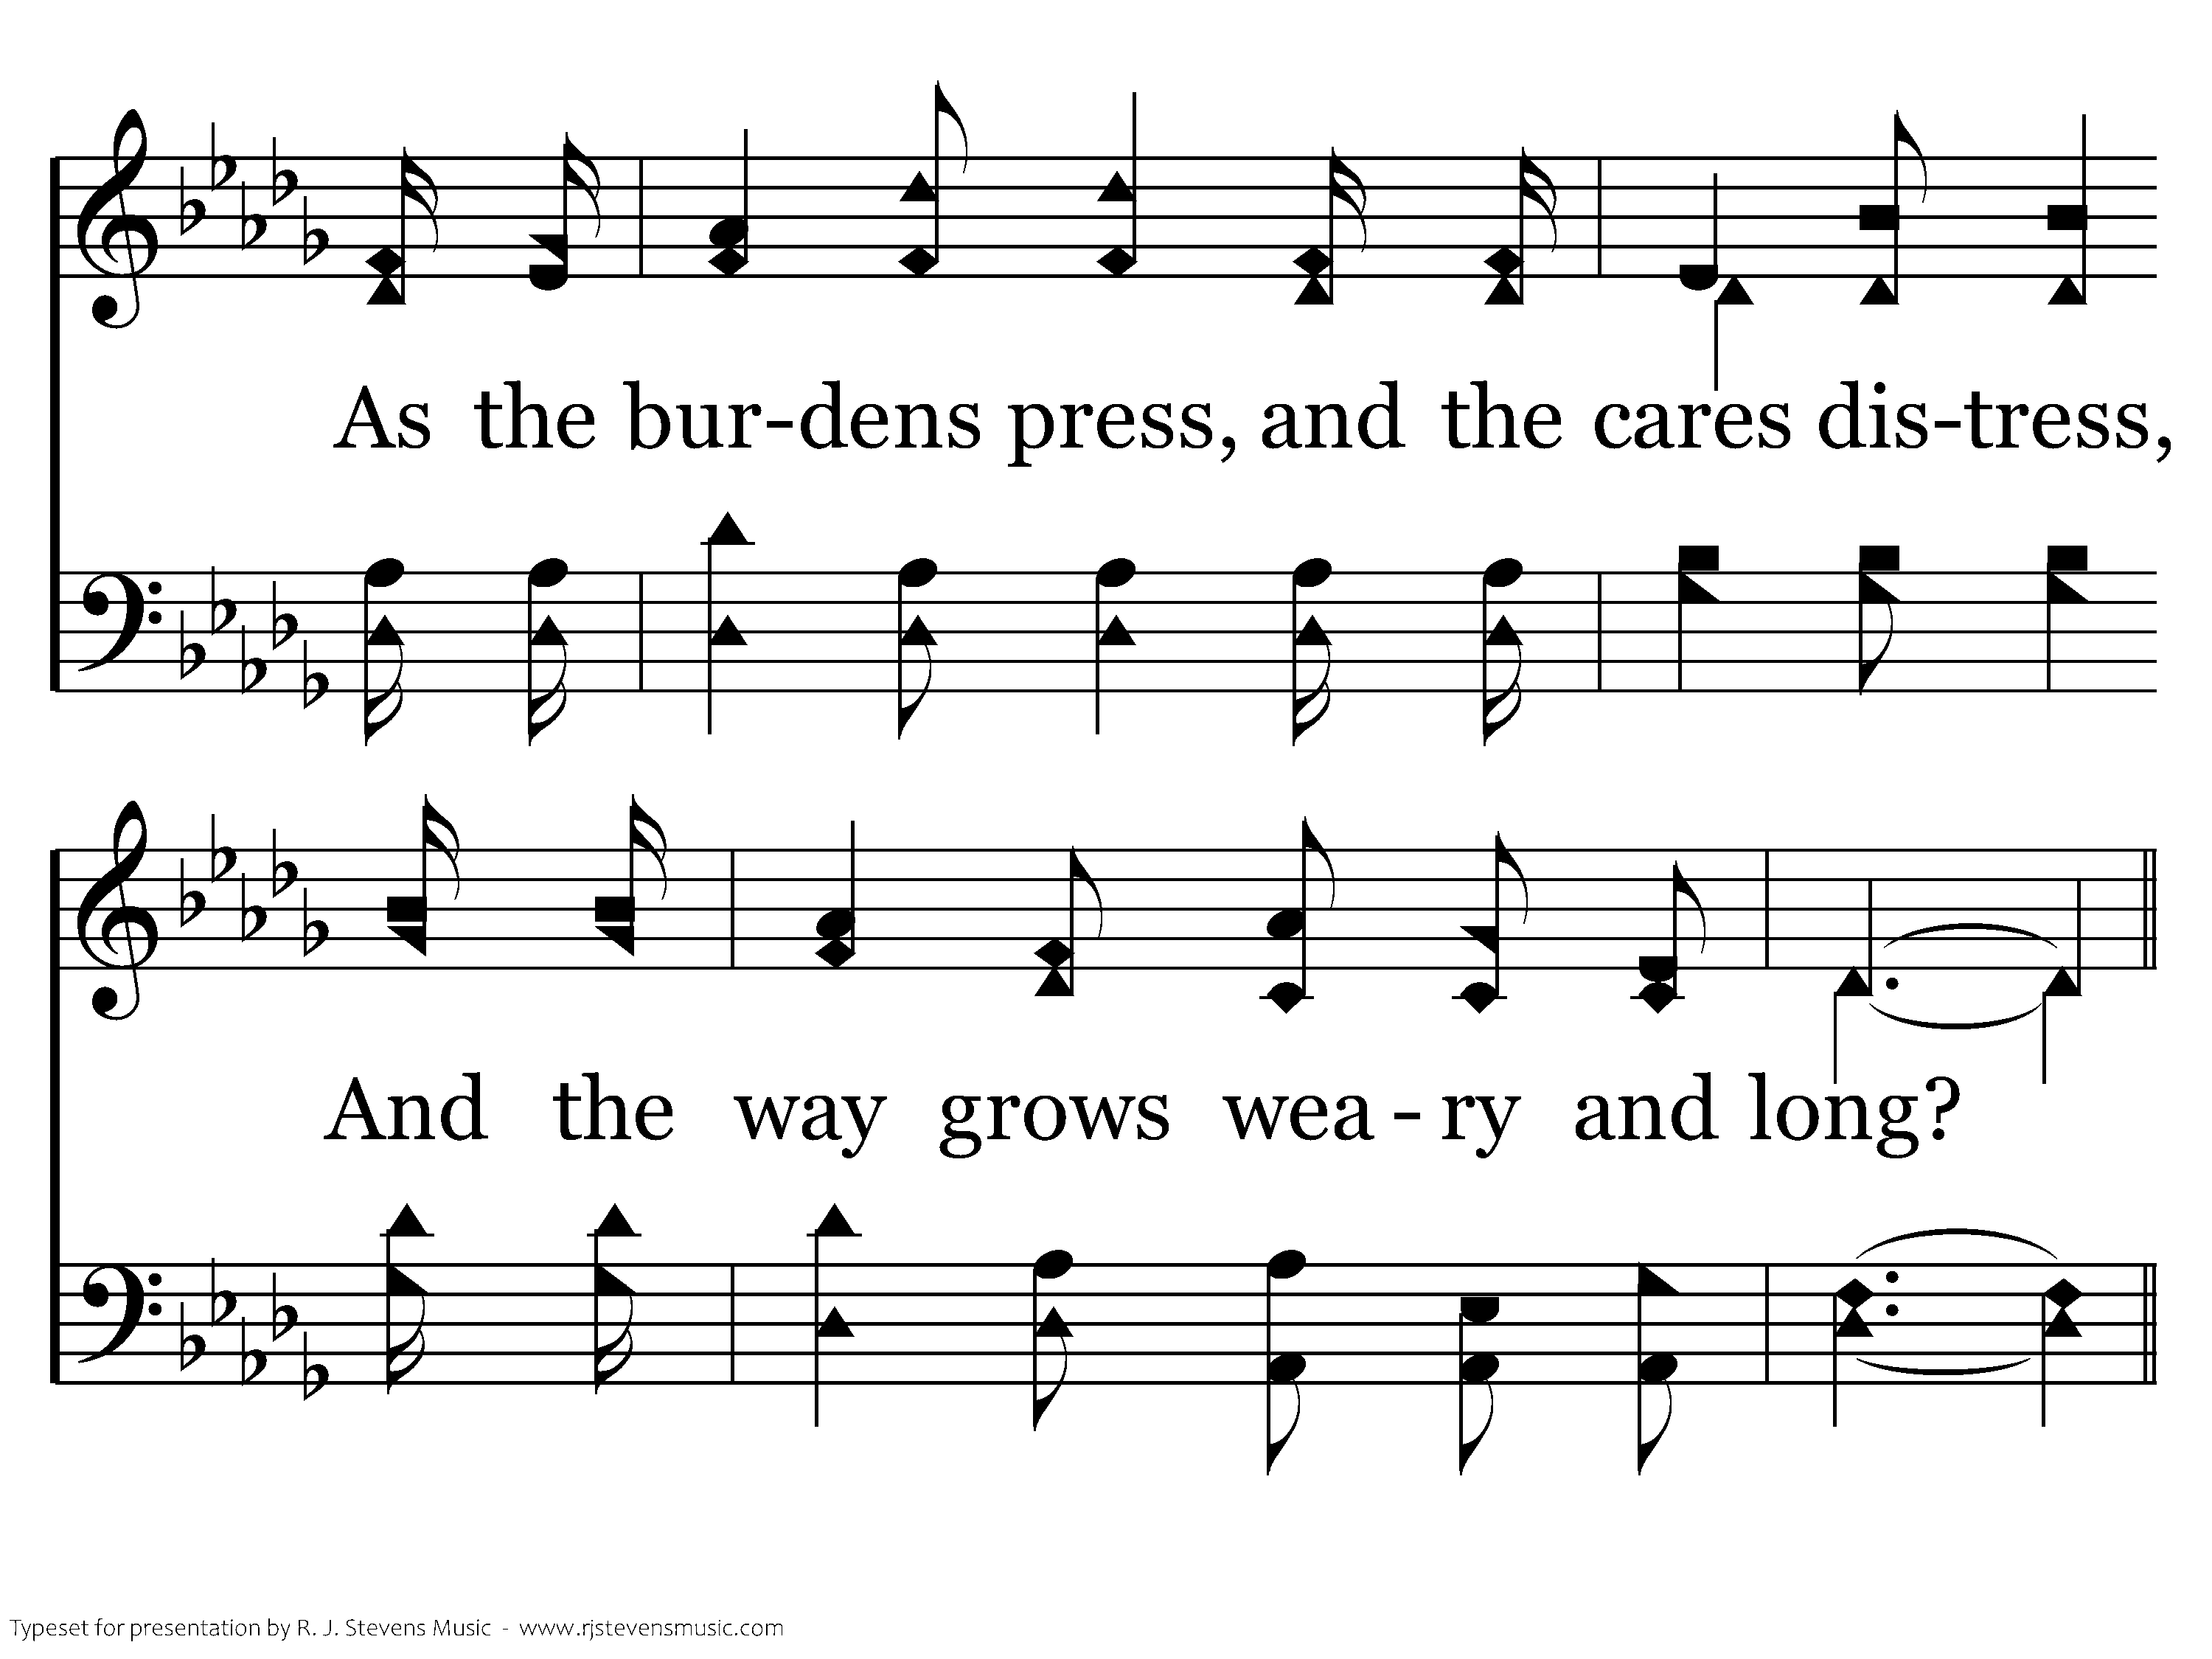 As the bur-dens press, and the cares dis-tress,
And the way grows wea - ry and long?
Typeset for presentation by R. J. Stevens Music - www.rjstevensmusic.com